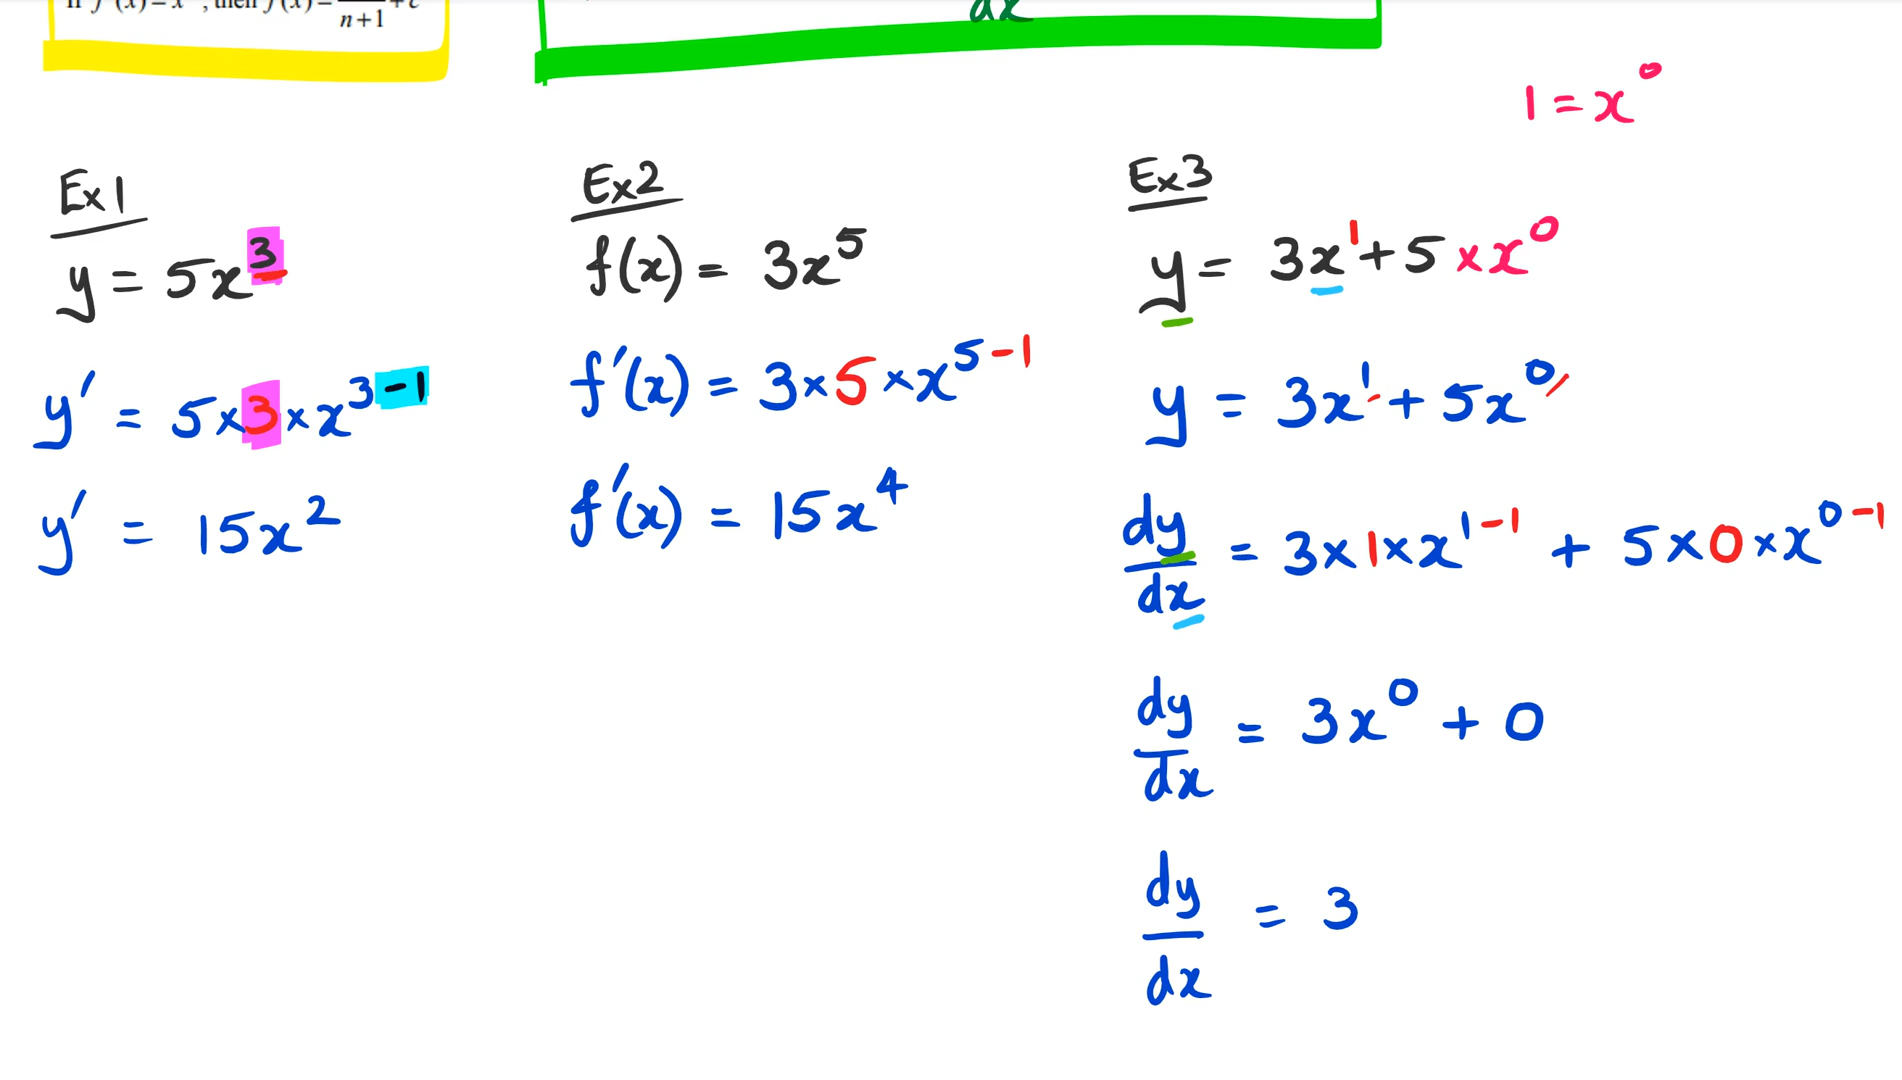 n+1
dx
1 = x⁰
Ex1
y = 5x³
y′ = 5×3×x³⁻¹
y′ = 15x²
Ex2
f(x) = 3x⁵
f′(x) = 3×5×x⁵⁻¹
f′(x) = 15x⁴
Ex3
y = 3x¹+5×x⁰
y = 3x¹+5x⁰
dy/dx = 3×1×x¹⁻¹ + 5×0×x⁰⁻¹
dy/dx = 3x⁰ + 0
dy/dx = 3